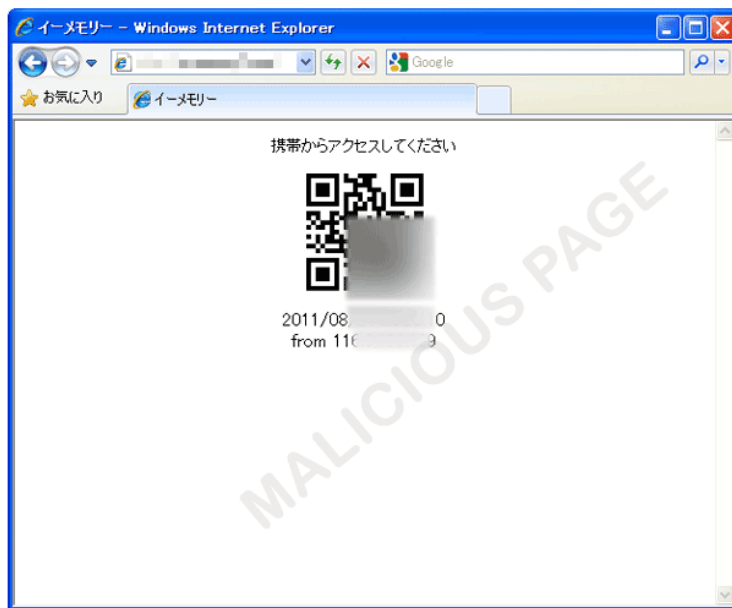 イーメモリー - Windows Internet Explorer
Google
お気に入り
イーメモリー
携帯からアクセスしてください
MALICIOUS PAGE
2011/08
0
from 116
9